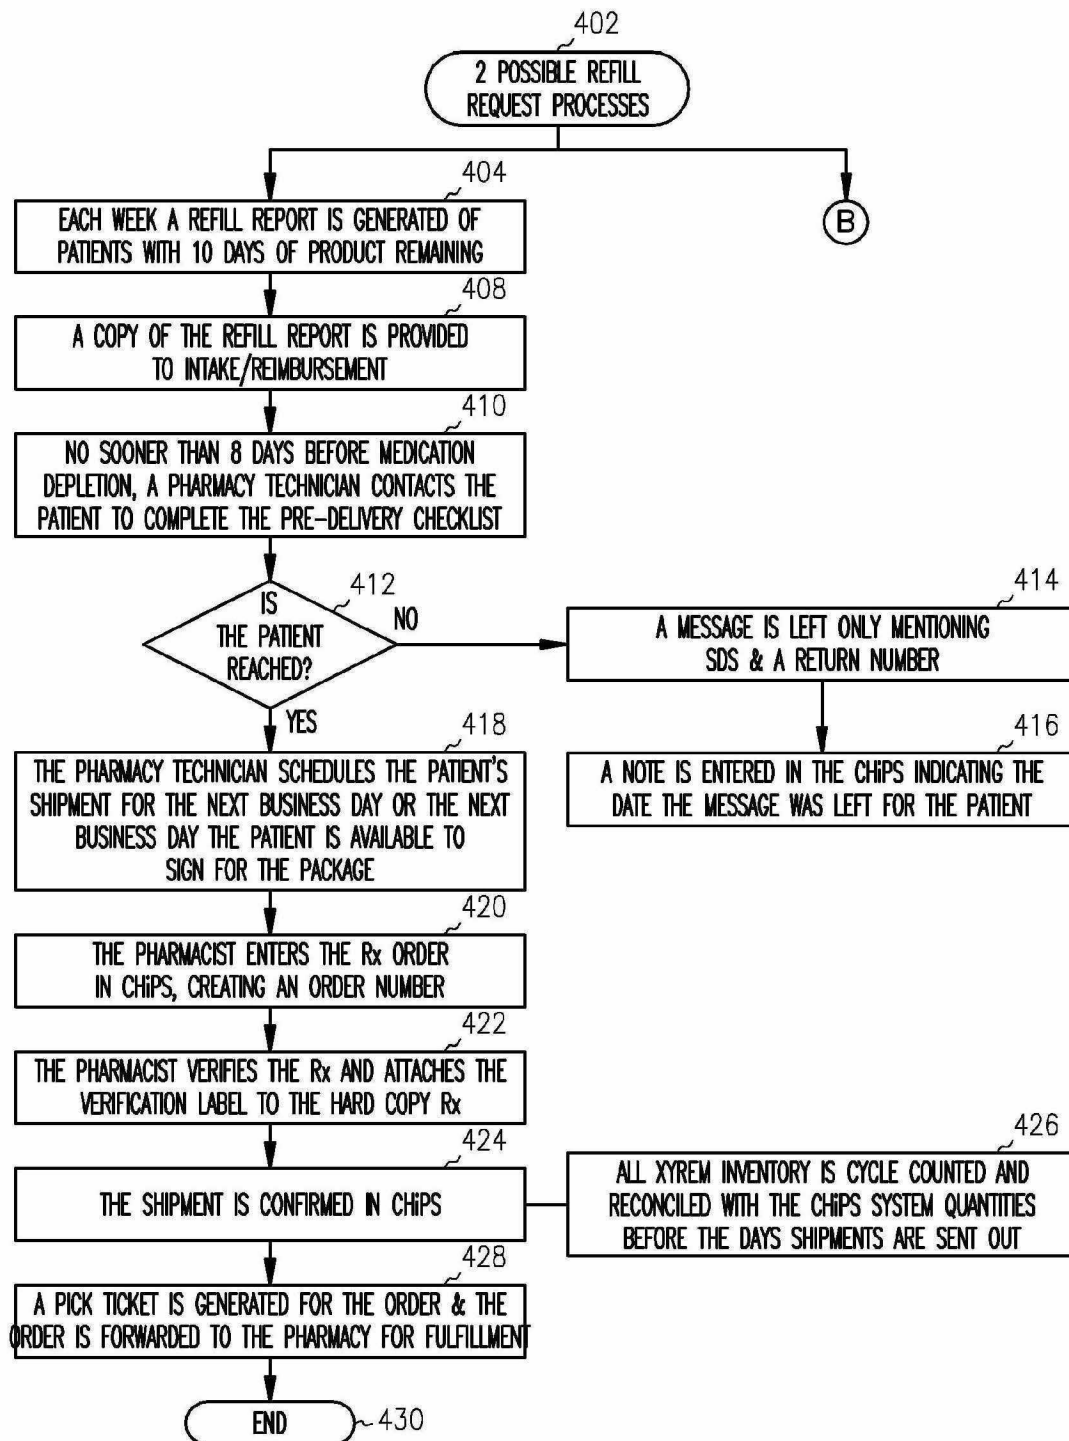 402
2 POSSIBLE REFILL
REQUEST PROCESSES
404
EACH WEEK A REFILL REPORT IS GENERATED OF
PATIENTS WITH 10 DAYS OF PRODUCT REMAINING
B
408
A COPY OF THE REFILL REPORT IS PROVIDED
TO INTAKE/REIMBURSEMENT
410
NO SOONER THAN 8 DAYS BEFORE MEDICATION
DEPLETION, A PHARMACY TECHNICIAN CONTACTS THE
PATIENT TO COMPLETE THE PRE-DELIVERY CHECKLIST
412
IS
THE PATIENT
REACHED?
NO
414
A MESSAGE IS LEFT ONLY MENTIONING
SDS & A RETURN NUMBER
416
A NOTE IS ENTERED IN THE CHiPS INDICATING THE
DATE THE MESSAGE WAS LEFT FOR THE PATIENT
YES
418
THE PHARMACY TECHNICIAN SCHEDULES THE PATIENT'S
SHIPMENT FOR THE NEXT BUSINESS DAY OR THE NEXT
BUSINESS DAY THE PATIENT IS AVAILABLE TO
SIGN FOR THE PACKAGE
420
THE PHARMACIST ENTERS THE Rx ORDER
IN CHiPS, CREATING AN ORDER NUMBER
422
THE PHARMACIST VERIFIES THE Rx AND ATTACHES THE
VERIFICATION LABEL TO THE HARD COPY Rx
424
THE SHIPMENT IS CONFIRMED IN CHiPS
426
ALL XYREM INVENTORY IS CYCLE COUNTED AND
RECONCILED WITH THE CHiPS SYSTEM QUANTITIES
BEFORE THE DAYS SHIPMENTS ARE SENT OUT
428
A PICK TICKET IS GENERATED FOR THE ORDER & THE
ORDER IS FORWARDED TO THE PHARMACY FOR FULFILLMENT
END
430